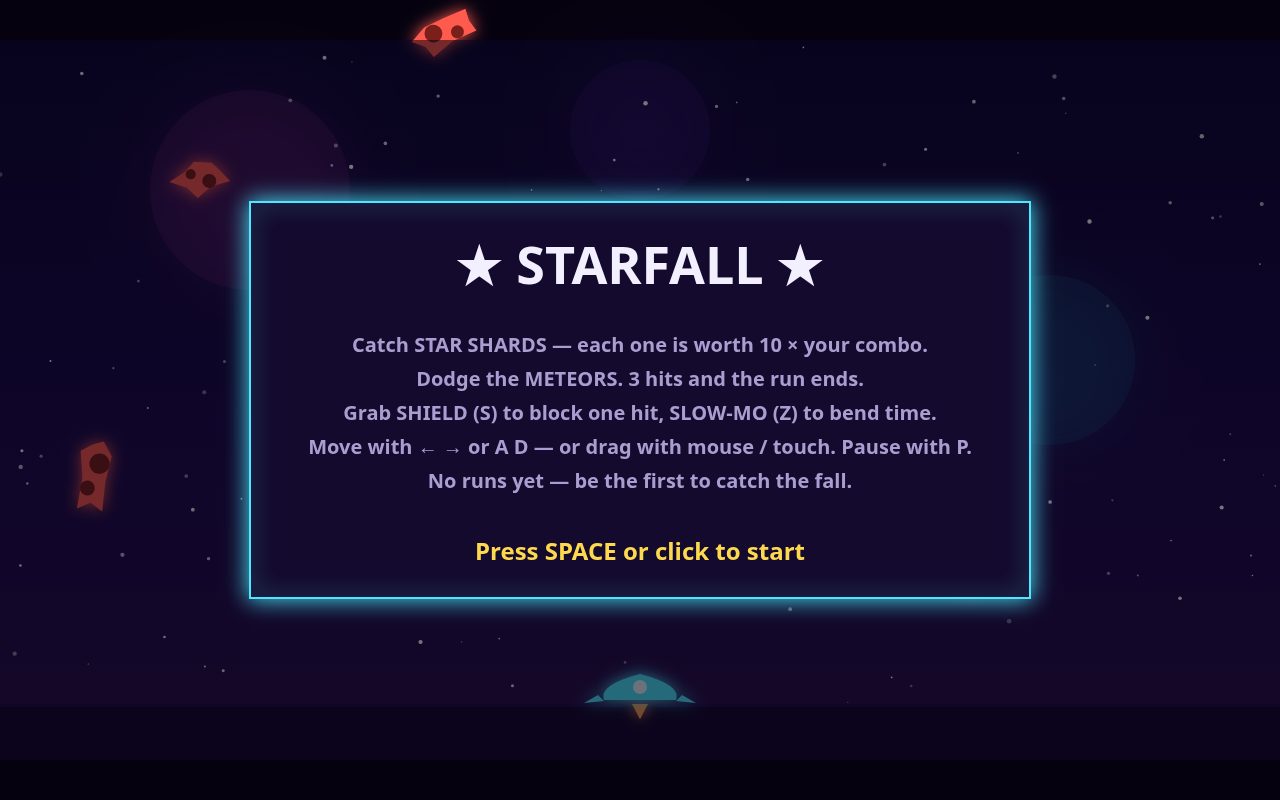 ★ STARFALL ★
Catch STAR SHARDS — each one is worth 10 × your combo.
Dodge the METEORS. 3 hits and the run ends.
Grab SHIELD (S) to block one hit, SLOW-MO (Z) to bend time.
Move with ← → or A D — or drag with mouse / touch. Pause with P.
No runs yet — be the first to catch the fall.
Press SPACE or click to start